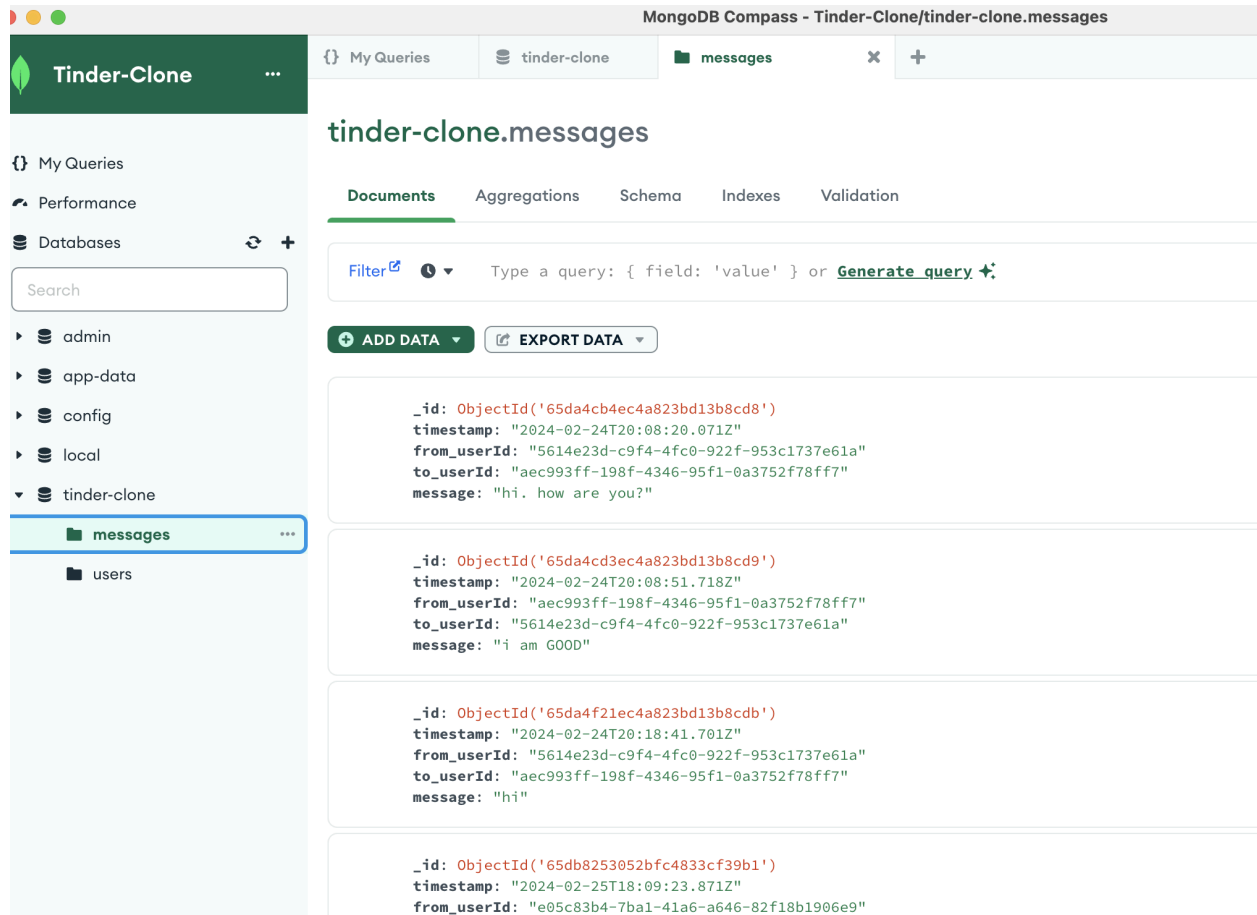 MongoDB Compass - Tinder-Clone/tinder-clone.messages
Tinder-Clone
My Queries
Performance
Databases
Search
admin
app-data
config
local
tinder-clone
messages
users
{} My Queries
tinder-clone
messages
tinder-clone.messages
Documents Aggregations Schema Indexes Validation
Filter Type a query: { field: 'value' } or Generate query
ADD DATA EXPORT DATA
_id: ObjectId('65da4cb4ec4a823bd13b8cd8')
timestamp: "2024-02-24T20:08:20.071Z"
from_userId: "5614e23d-c9f4-4fc0-922f-953c1737e61a"
to_userId: "aec993ff-198f-4346-95f1-0a3752f78ff7"
message: "hi. how are you?"
_id: ObjectId('65da4cd3ec4a823bd13b8cd9')
timestamp: "2024-02-24T20:08:51.718Z"
from_userId: "aec993ff-198f-4346-95f1-0a3752f78ff7"
to_userId: "5614e23d-c9f4-4fc0-922f-953c1737e61a"
message: "i am GOOD"
_id: ObjectId('65da4f21ec4a823bd13b8cdb')
timestamp: "2024-02-24T20:18:41.701Z"
from_userId: "5614e23d-c9f4-4fc0-922f-953c1737e61a"
to_userId: "aec993ff-198f-4346-95f1-0a3752f78ff7"
message: "hi"
_id: ObjectId('65db8253052bfc4833cf39b1')
timestamp: "2024-02-25T18:09:23.871Z"
from_userId: "e05c83b4-7ba1-41a6-a646-82f18b1906e9"